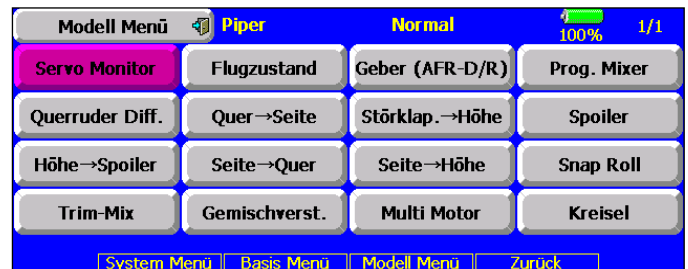 Modell Menü Piper Normal 100% 1/1
Servo Monitor Flugzustand Geber (AFR-D/R) Prog. Mixer
Querruder Diff. Quer→Seite Störklap.→Höhe Spoiler
Höhe→Spoiler Seite→Quer Seite→Höhe Snap Roll
Trim-Mix Gemischverst. Multi Motor Kreisel
System Menü Basis Menü Modell Menü Zurück